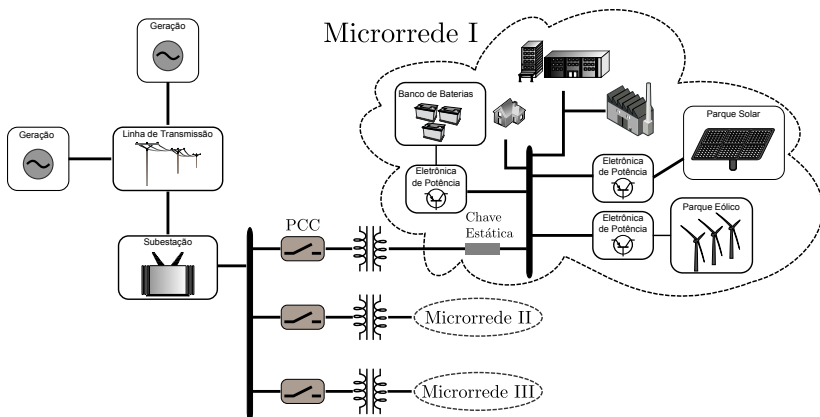 Microrrede I
Geração
Geração
Linha de Transmissão
Subestação
PCC
Banco de Baterias
Eletrônica
de Potência
Chave
Estática
Eletrônica
de Potência
Parque Solar
Eletrônica
de Potência
Parque Eólico
Microrrede II
Microrrede III